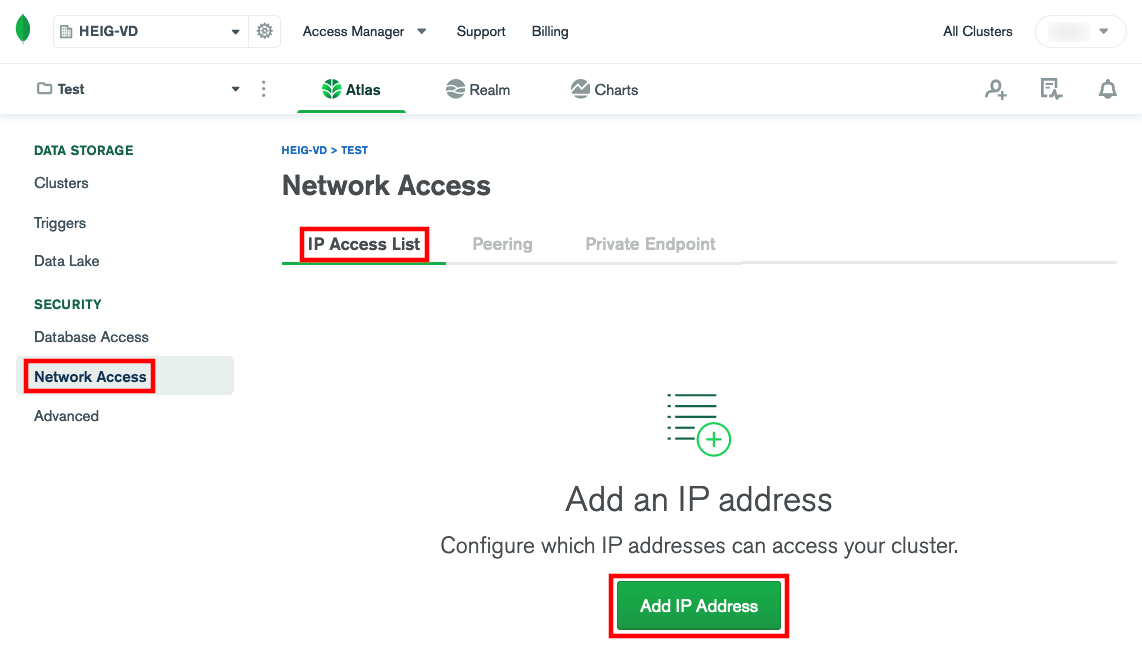 HEIG-VD
Access Manager
Support
Billing
All Clusters
Test
Atlas
Realm
Charts
DATA STORAGE
Clusters
Triggers
Data Lake
SECURITY
Database Access
Network Access
Advanced
HEIG-VD > TEST
Network Access
IP Access List
Peering
Private Endpoint
Add an IP address
Configure which IP addresses can access your cluster.
Add IP Address